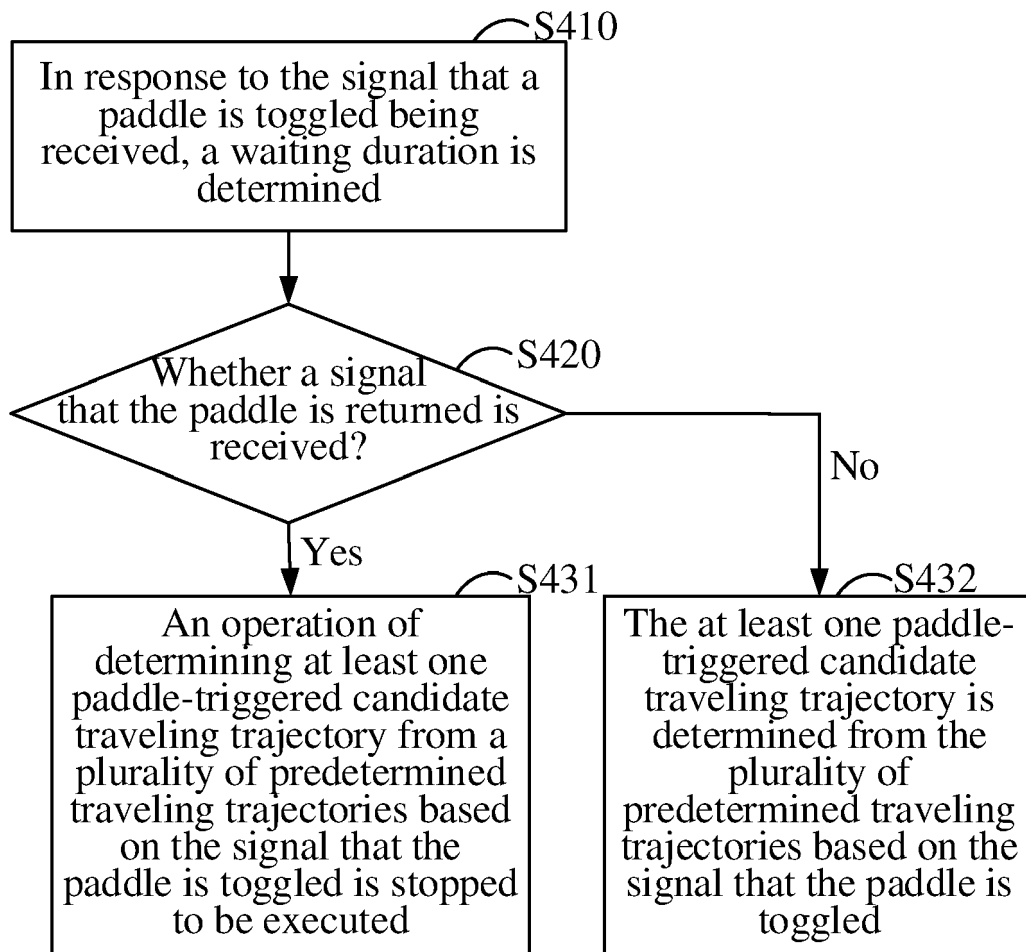 S410
In response to the signal that a
paddle is toggled being
received, a waiting duration is
determined
S420
Whether a signal
that the paddle is returned is
received?
No
Yes
S431
An operation of
determining at least one
paddle-triggered candidate
traveling trajectory from a
plurality of predetermined
traveling trajectories based
on the signal that the
paddle is toggled is stopped
to be executed
S432
The at least one paddle-
triggered candidate
traveling trajectory is
determined from the
plurality of
predetermined traveling
trajectories based on the
signal that the paddle is
toggled